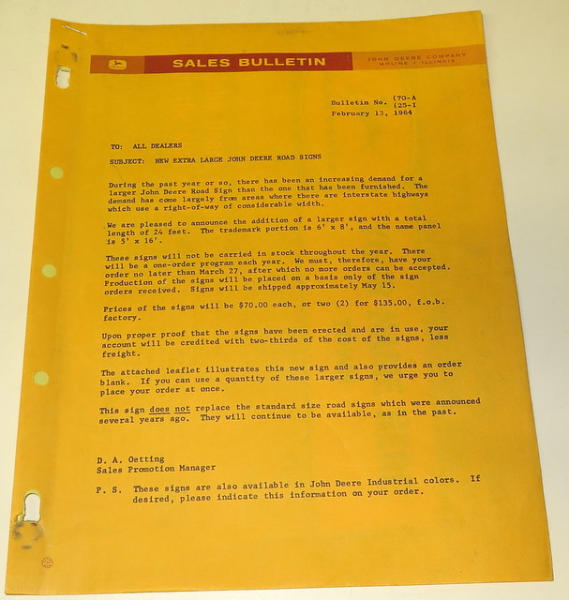 SALES BULLETIN
JOHN DEERE COMPANY
MOLINE / ILLINOIS
Bulletin No. (70-A
(25-I
February 13, 1964
TO: ALL DEALERS
SUBJECT: NEW EXTRA LARGE JOHN DEERE ROAD SIGNS
During the past year or so, there has been an increasing demand for a
larger John Deere Road Sign than the one that has been furnished. The
demand has come largely from areas where there are interstate highways
which use a right-of-way of considerable width.
We are pleased to announce the addition of a larger sign with a total
length of 24 feet. The trademark portion is 6' x 8', and the name panel
is 5' x 16'.
These signs will not be carried in stock throughout the year. There
will be a one-order program each year. We must, therefore, have your
order no later than March 27, after which no more orders can be accepted.
Production of the signs will be placed on a basis only of the sign
orders received. Signs will be shipped approximately May 15.
Prices of the signs will be $70.00 each, or two (2) for $135.00, f.o.b.
factory.
Upon proper proof that the signs have been erected and are in use, your
account will be credited with two-thirds of the cost of the signs, less
freight.
The attached leaflet illustrates this new sign and also provides an order
blank. If you can use a quantity of these larger signs, we urge you to
place your order at once.
This sign does not replace the standard size road signs which were announced
several years ago. They will continue to be available, as in the past.
D. A. Oetting
Sales Promotion Manager
P. S. These signs are also available in John Deere Industrial colors. If
desired, please indicate this information on your order.